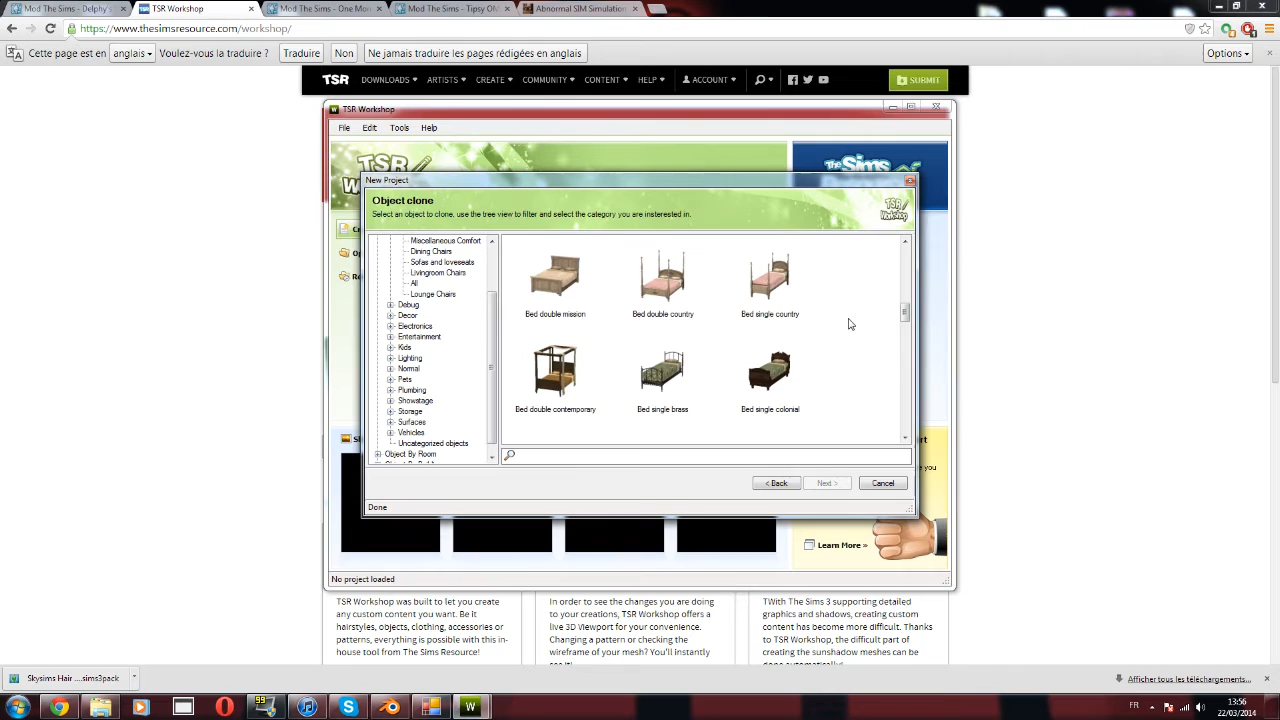 Mod The Sims - Delphy's
TSR Workshop
Mod The Sims - One More
Mod The Sims - Tipsy ON
Abnormal SIM Simulation
https://www.thesimsresource.com/workshop/
Cette page est en anglais Voulez-vous la traduire ? Traduire Non Ne jamais traduire les pages rédigées en anglais Options
TSR DOWNLOADS ARTISTS CREATE COMMUNITY CONTENT HELP ACCOUNT SUBMIT
TSR Workshop
File Edit Tools Help
TSR
The Sims
New Project
Object clone
Select an object to clone, use the tree view to filter and select the category you are insterested in.
TSR
Workshop
Miscellaneous Comfort
Dining Chairs
Sofas and loveseats
Livingroom Chairs
All
Lounge Chairs
Debug
Decor
Electronics
Entertainment
Kids
Lighting
Normal
Pets
Plumbing
Showstage
Storage
Surfaces
Vehicles
Uncategorized objects
Object By Room
Bed double mission
Bed double country
Bed single country
Bed double contemporary
Bed single brass
Bed single colonial
< Back Next > Cancel
Done
Learn More »
No project loaded
TSR Workshop was built to let you create
any custom content you want. Be it
hairstyles, objects, clothing, accessories or
patterns, everything is possible with this in-
house tool from The Sims Resource!
In order to see the changes you are doing
to your creations, TSR Workshop offers a
live 3D Viewport for your convenience.
Changing a pattern or checking the
wireframe of your mesh? You'll instantly
see it!
TWith The Sims 3 supporting detailed
graphics and shadows, creating custom
content has become more difficult. Thanks
to TSR Workshop, the difficult part of
creating the sunshadow meshes can be
done automatically!
Skysims Hair ....sims3pack
Afficher tous les téléchargements...
99
FR
13:56
22/03/2014